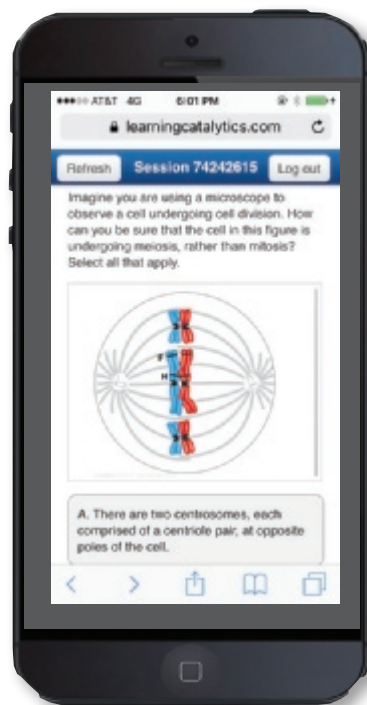 AT&T 4G 6:01 PM
learningcatalytics.com
Refresh Session 74242615 Log out
Imagine you are using a microscope to
observe a cell undergoing cell division. How
can you be sure that the cell in this figure is
undergoing meiosis, rather than mitosis?
Select all that apply.
F
H
A. There are two centrosomes, each
comprised of a centriole pair, at opposite
poles of the cell.